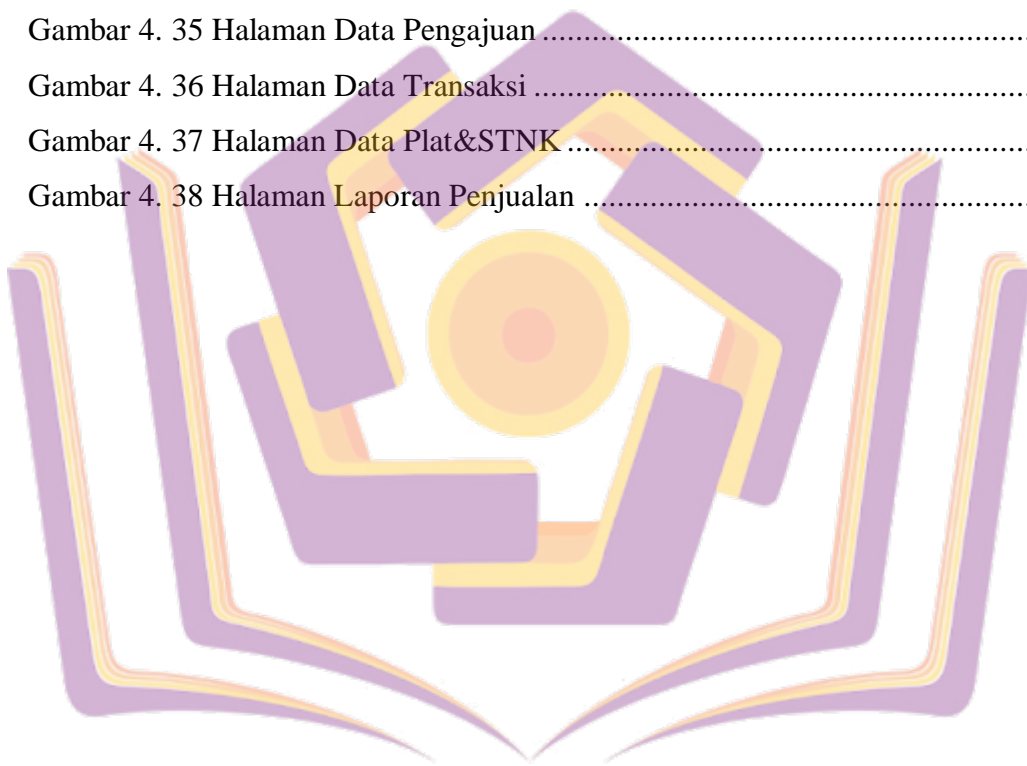 Gambar 4. 35 Halaman Data Pengajuan ...........................................................
Gambar 4. 36 Halaman Data Transaksi ............................................................
Gambar 4. 37 Halaman Data Plat&STNK ........................................................
Gambar 4. 38 Halaman Laporan Penjualan ......................................................